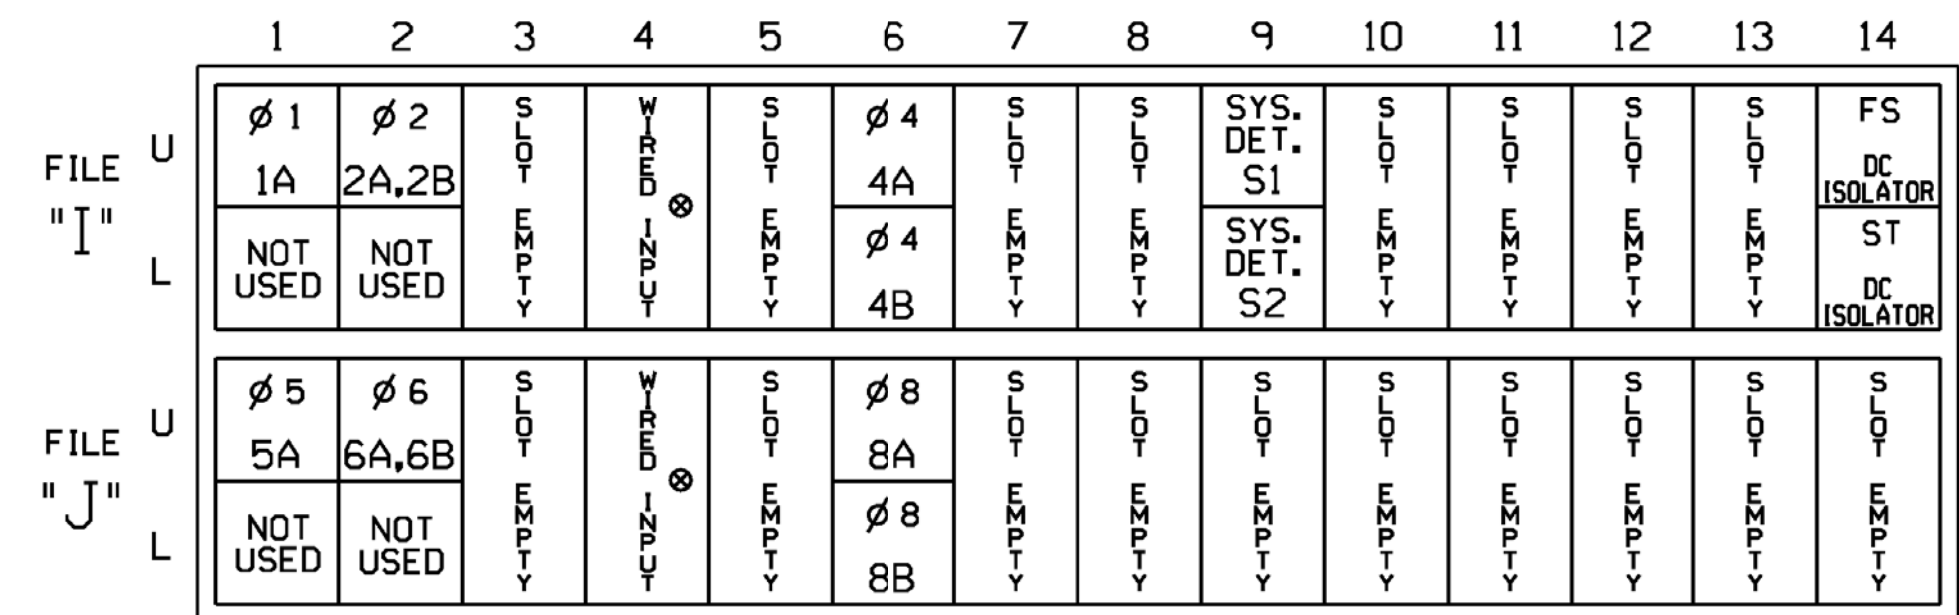 1 2 3 4 5 6 7 8 9 10 11 12 13 14
FILE "I"
U
L
Ø 1
1A
NOT
USED
Ø 2
2A,2B
NOT
USED
SLOT EMPTY
WIRED INPUT
SLOT EMPTY
Ø 4
4A
Ø 4
4B
SLOT EMPTY
SLOT EMPTY
SYS.
DET.
S1
SYS.
DET.
S2
SLOT EMPTY
SLOT EMPTY
SLOT EMPTY
SLOT EMPTY
FS
DC
ISOLATOR
ST
DC
ISOLATOR
FILE "J"
U
L
Ø 5
5A
NOT
USED
Ø 6
6A,6B
NOT
USED
SLOT EMPTY
WIRED INPUT
SLOT EMPTY
Ø 8
8A
Ø 8
8B
SLOT EMPTY
SLOT EMPTY
SLOT EMPTY
SLOT EMPTY
SLOT EMPTY
SLOT EMPTY
SLOT EMPTY
SLOT EMPTY